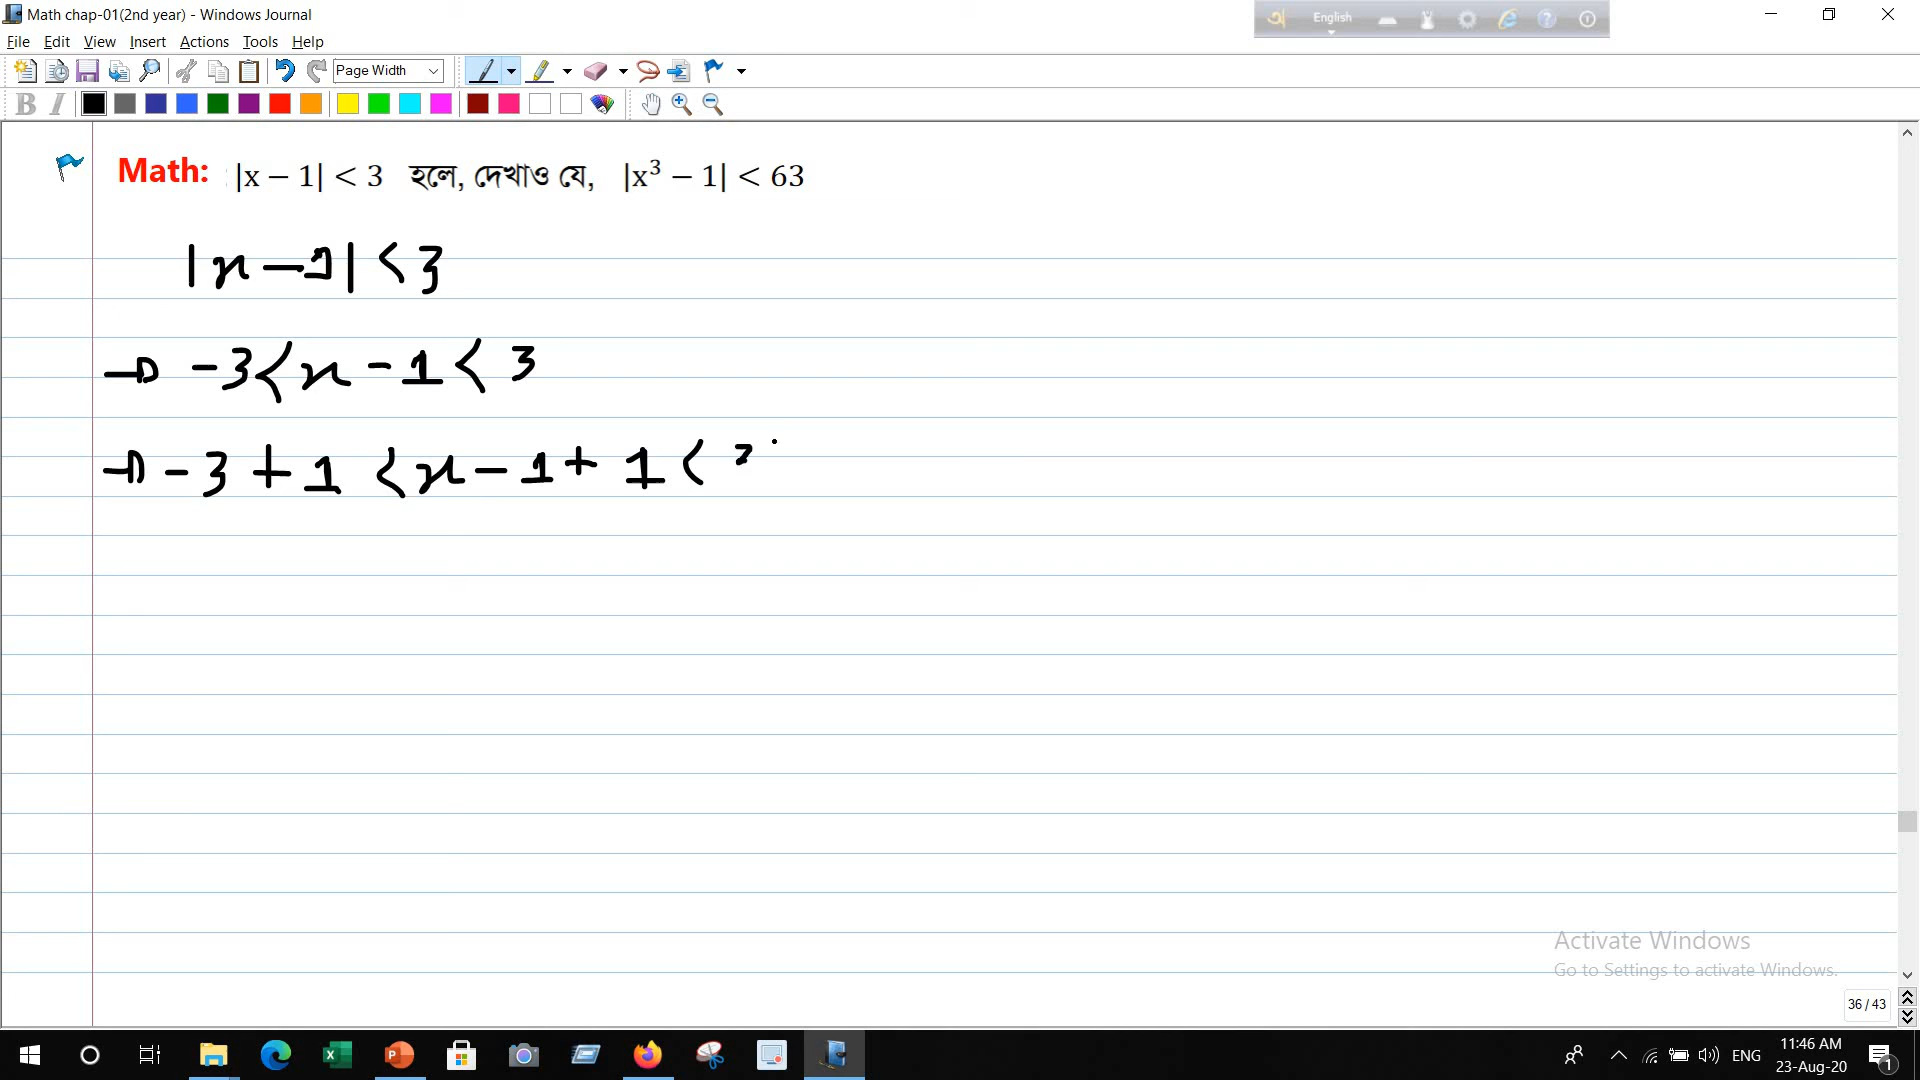 Math chap-01(2nd year) - Windows Journal
English
File Edit View Insert Actions Tools Help
Page Width
B I
Math: |x − 1| < 3 হলে, দেখাও যে, |x³ − 1| < 63
|x − 1| < 3
⇒ -3 < x - 1 < 3
⇒ - 3 + 1 < x - 1 + 1 <
Activate Windows
Go to Settings to activate Windows.
36 / 43
ENG
11:46 AM
23-Aug-20
1